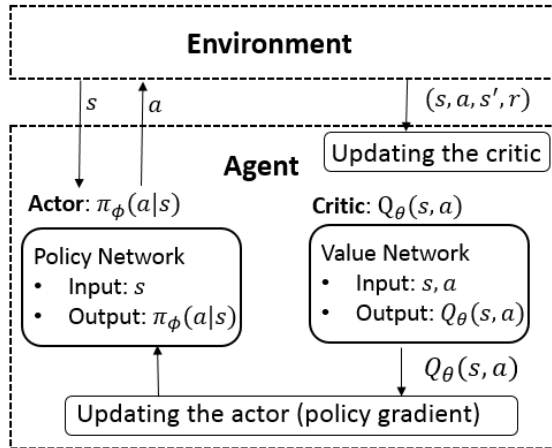 Environment
s
a
(s, a, s′, r)
Updating the critic
Agent
Actor: π_ϕ(a|s)
Critic: Q_θ(s, a)
Policy Network
• Input: s
• Output: π_ϕ(a|s)
Value Network
• Input: s, a
• Output: Q_θ(s, a)
Q_θ(s, a)
Updating the actor (policy gradient)